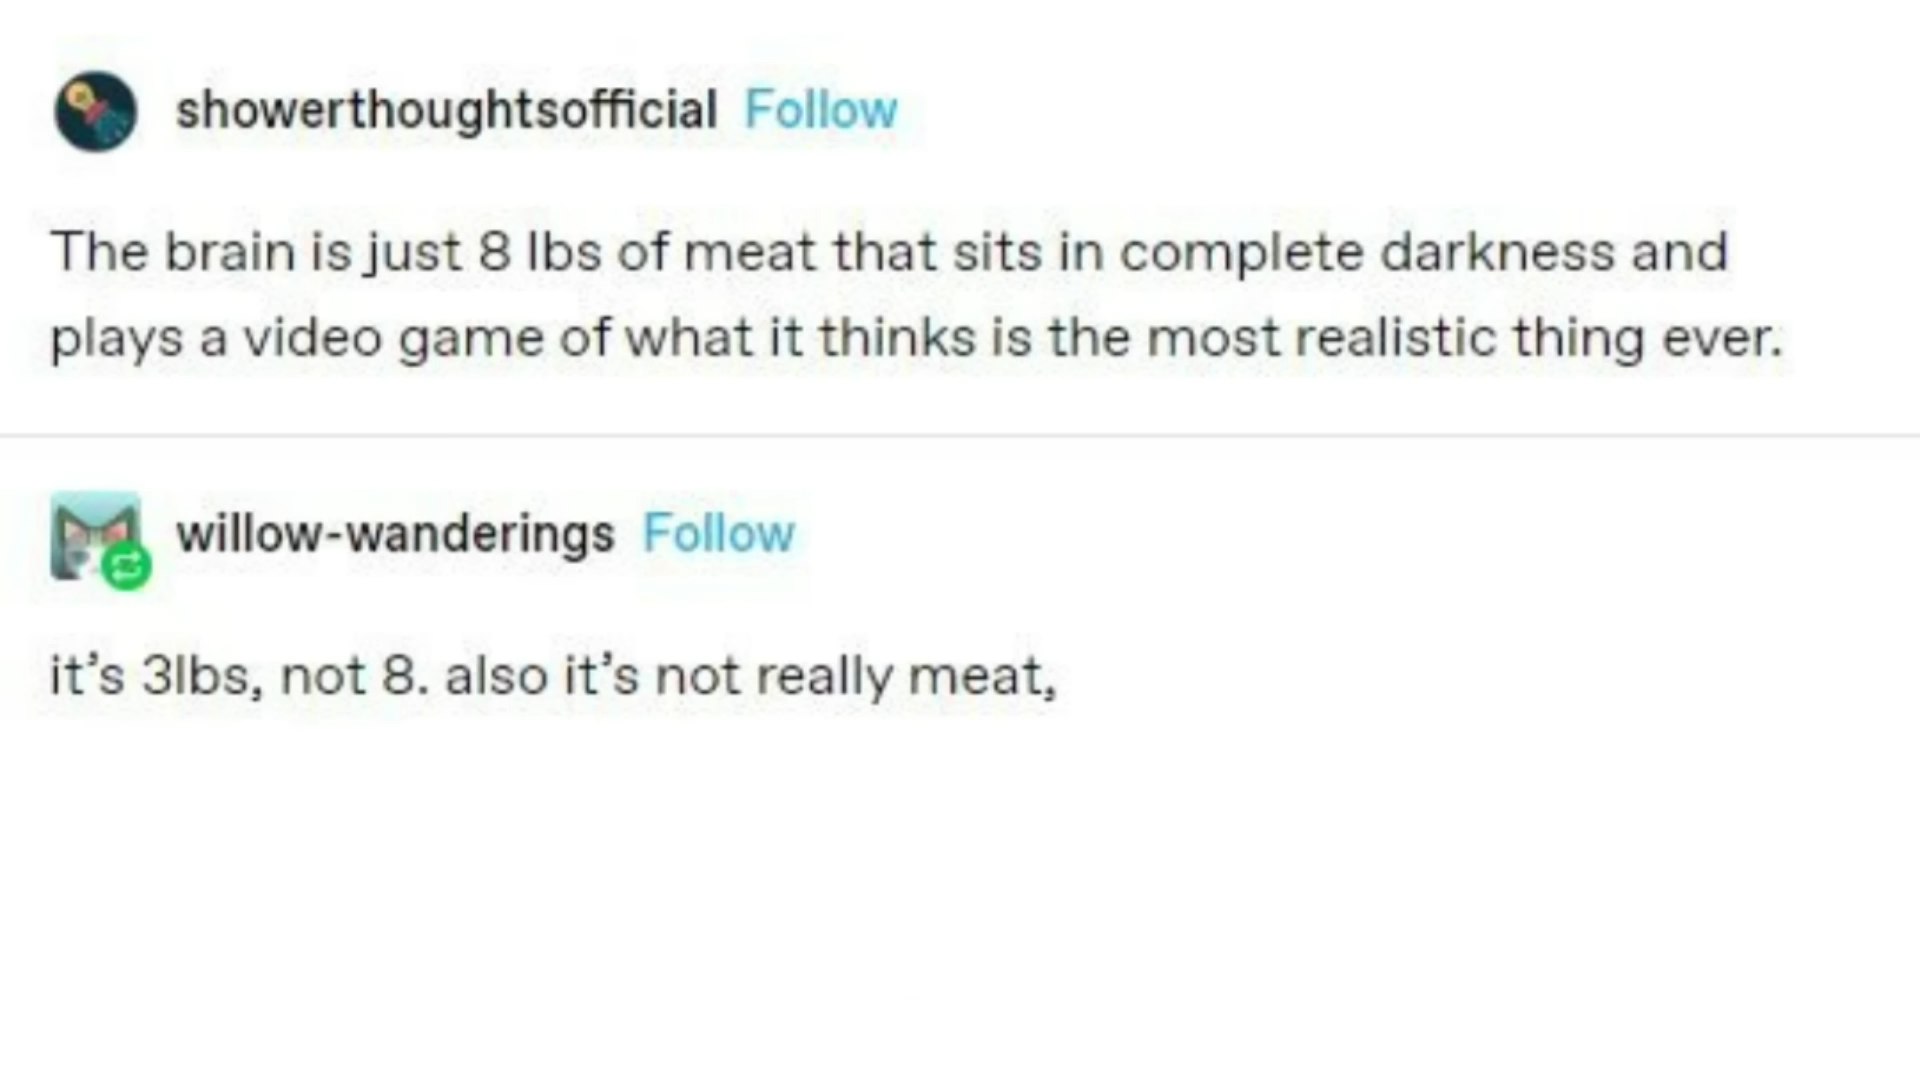 showerthoughtsofficial Follow
The brain is just 8 lbs of meat that sits in complete darkness and
plays a video game of what it thinks is the most realistic thing ever.
willow-wanderings Follow
it’s 3lbs, not 8. also it’s not really meat,